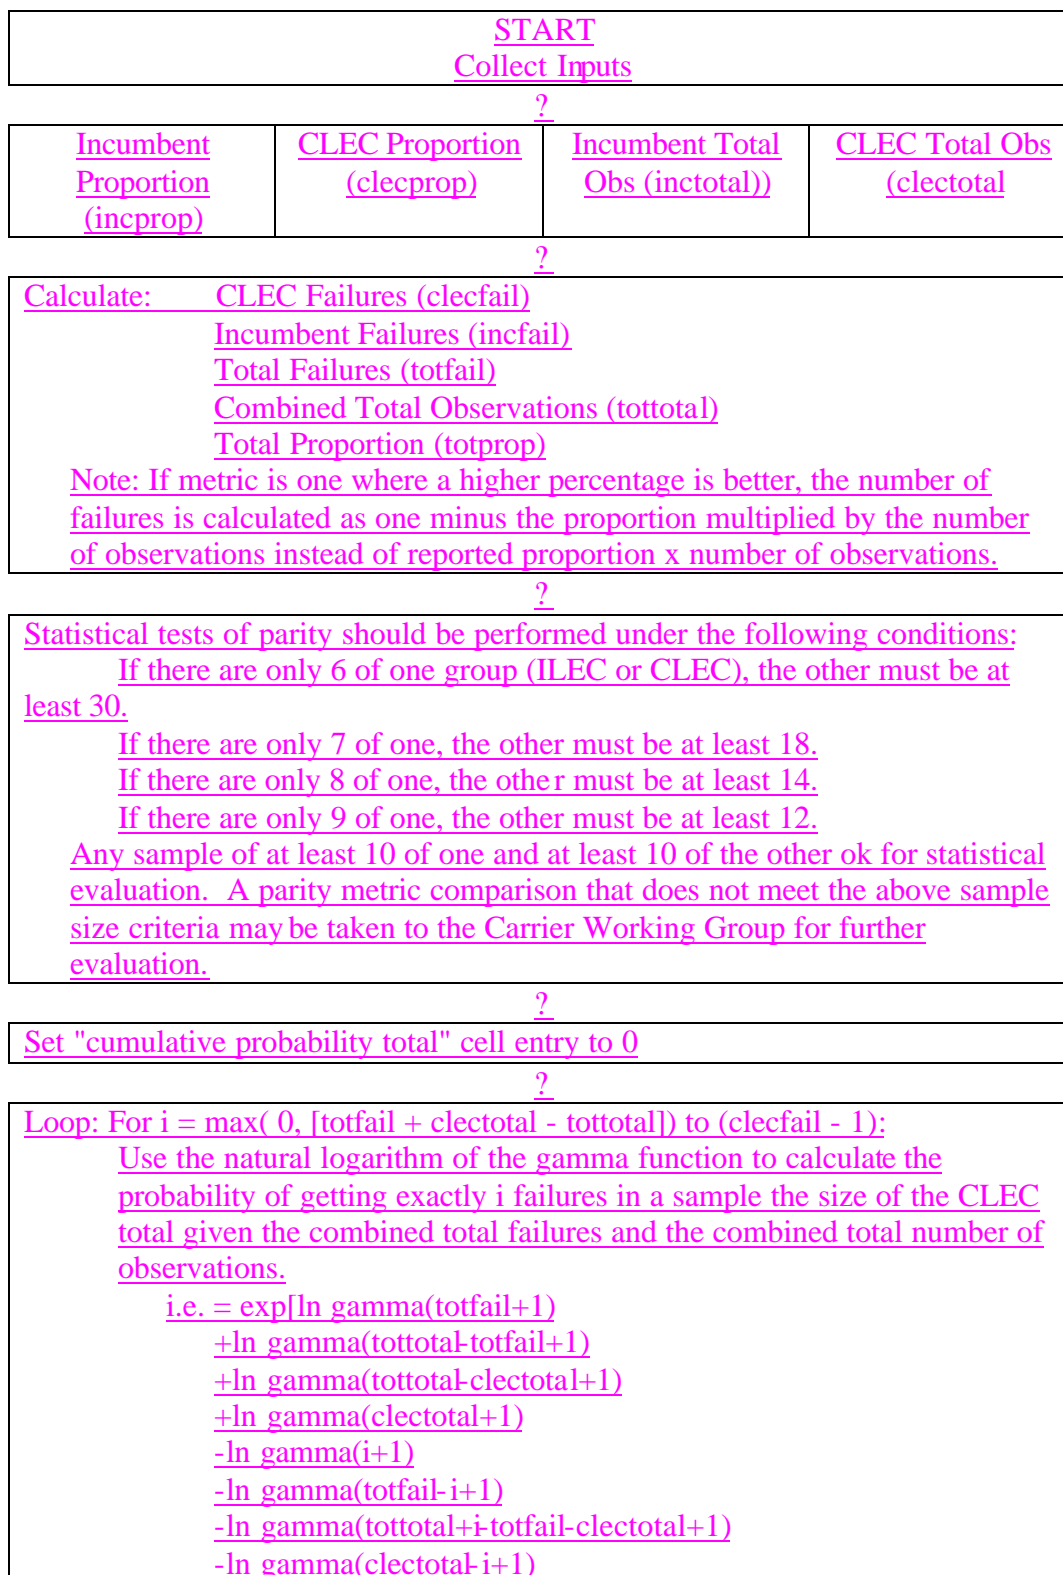 START
Collect Inputs
?
Incumbent Proportion (incprop)
CLEC Proportion (clecprop)
Incumbent Total Obs (inctotal))
CLEC Total Obs (clectotal
?
Calculate: CLEC Failures (clecfail)
Incumbent Failures (incfail)
Total Failures (totfail)
Combined Total Observations (tottotal)
Total Proportion (totprop)
Note: If metric is one where a higher percentage is better, the number of
failures is calculated as one minus the proportion multiplied by the number
of observations instead of reported proportion x number of observations.
?
Statistical tests of parity should be performed under the following conditions:
If there are only 6 of one group (ILEC or CLEC), the other must be at
least 30.
If there are only 7 of one, the other must be at least 18.
If there are only 8 of one, the other must be at least 14.
If there are only 9 of one, the other must be at least 12.
Any sample of at least 10 of one and at least 10 of the other ok for statistical
evaluation. A parity metric comparison that does not meet the above sample
size criteria may be taken to the Carrier Working Group for further
evaluation.
?
Set "cumulative probability total" cell entry to 0
?
Loop: For i = max( 0, [totfail + clectotal - tottotal]) to (clecfail - 1):
Use the natural logarithm of the gamma function to calculate the
probability of getting exactly i failures in a sample the size of the CLEC
total given the combined total failures and the combined total number of
observations.
i.e. = exp[ln gamma(totfail+1)
+ln gamma(tottotal-totfail+1)
+ln gamma(tottotal-clectotal+1)
+ln gamma(clectotal+1)
-ln gamma(i+1)
-ln gamma(totfail-i+1)
-ln gamma(tottotal+i-totfail-clectotal+1)
-ln gamma(clectotal-i+1)